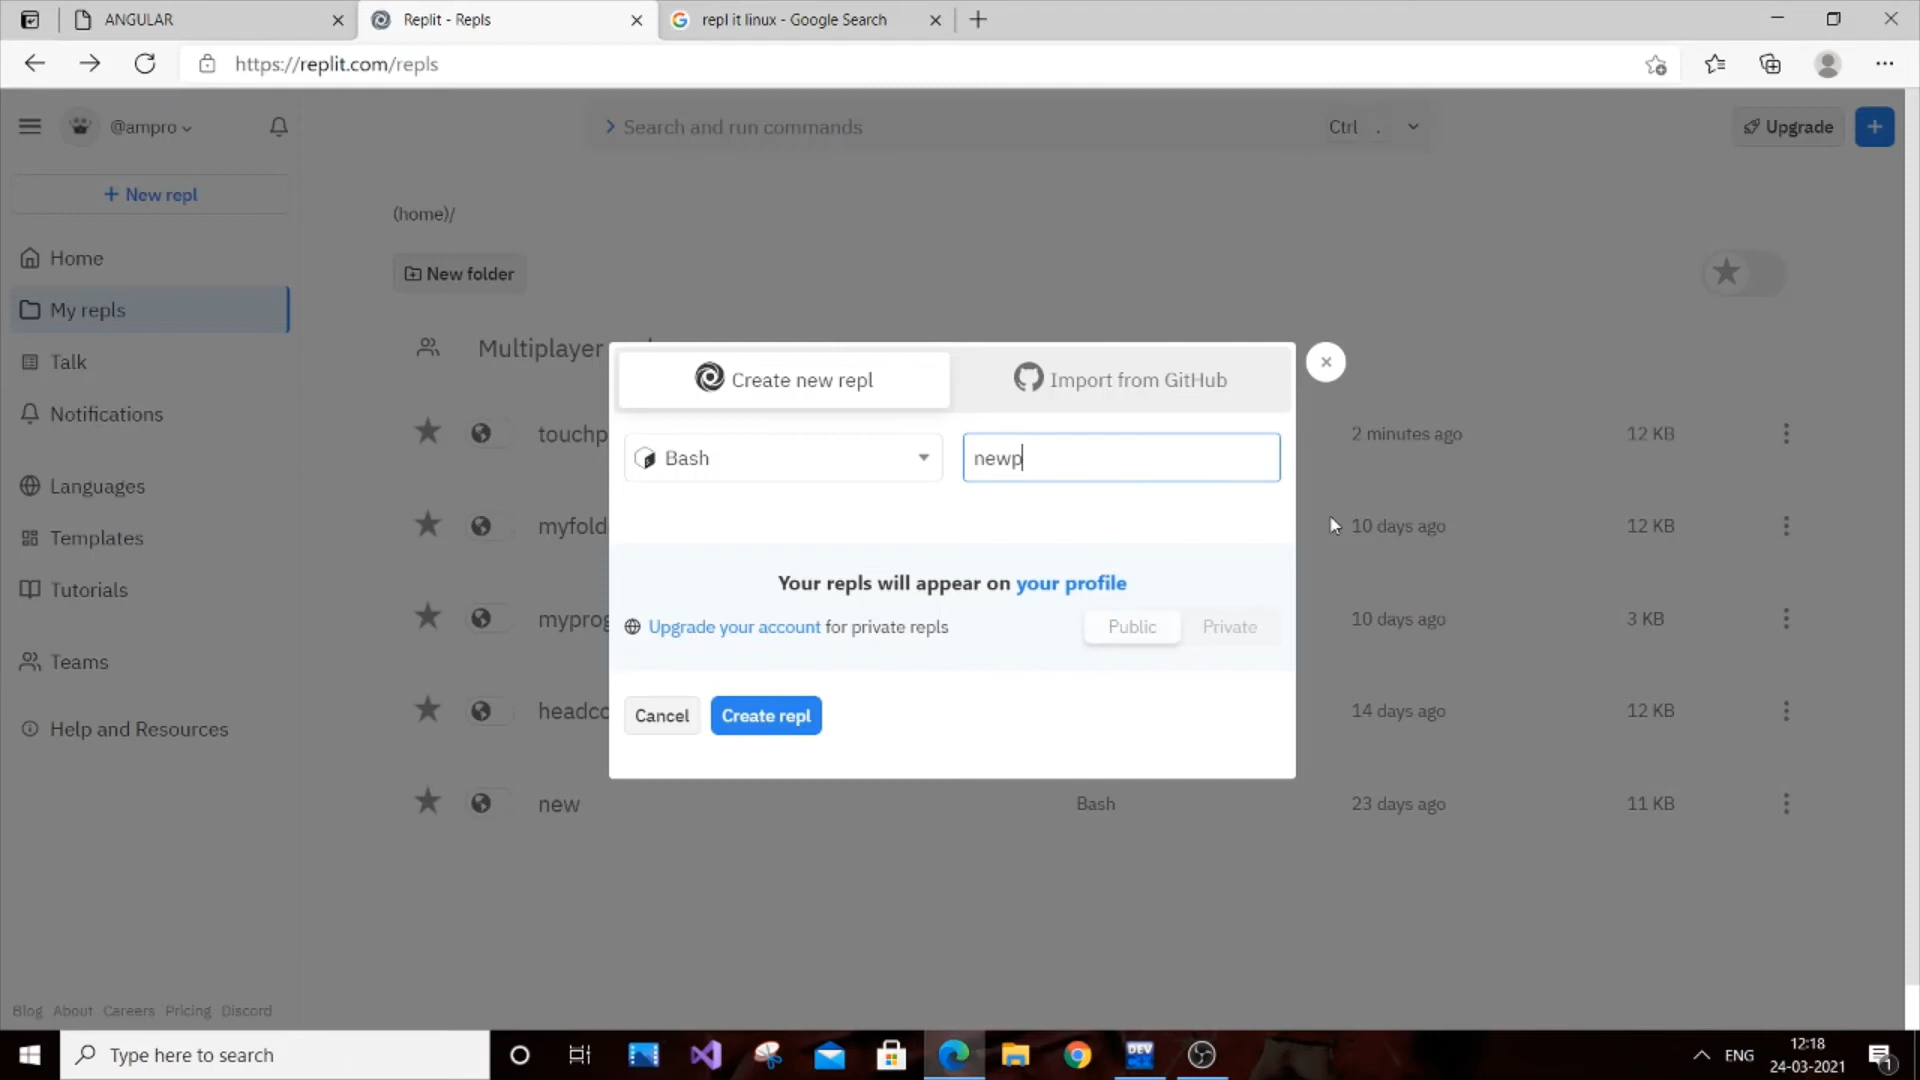 ANGULAR
Replit - Repls
repl it linux - Google Search
https://replit.com/repls
@ampro
Search and run commands
Ctrl .
Upgrade
+ New repl
(home)/
Home
New folder
My repls
Multiplayer
Talk
Create new repl
Import from GitHub
Notifications
touchp
2 minutes ago
12 KB
Bash
newp
Languages
myfold
10 days ago
12 KB
Templates
Your repls will appear on your profile
Tutorials
myprog
10 days ago
3 KB
Upgrade your account for private repls
Public
Private
Teams
headco
14 days ago
12 KB
Cancel
Create repl
Help and Resources
new
Bash
23 days ago
11 KB
Blog About Careers Pricing Discord
Type here to search
DEV
ENG
12:18
24-03-2021
1